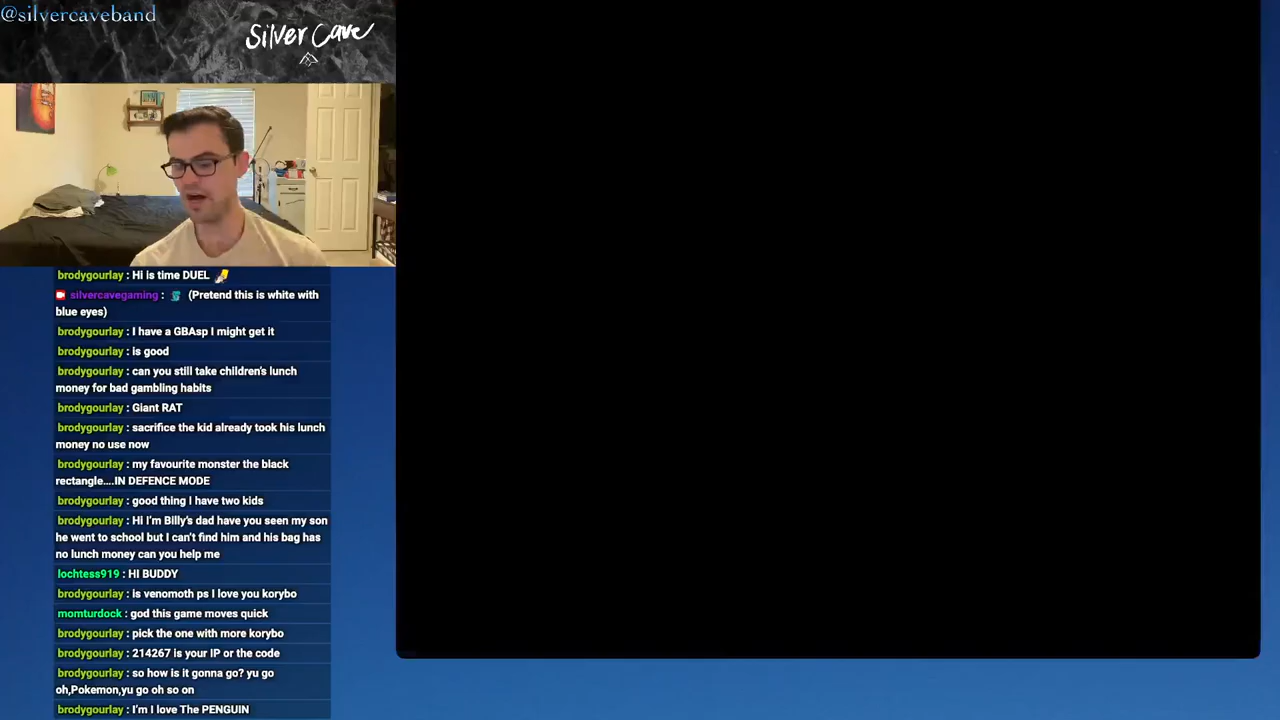 @silvercaveband
Silver Cave
brodygourlay : Hi is time DUEL
silvercavegaming : (Pretend this is white with
blue eyes)
brodygourlay : I have a GBAsp I might get it
brodygourlay : is good
brodygourlay : can you still take children's lunch
money for bad gambling habits
brodygourlay : Giant RAT
brodygourlay : sacrifice the kid already took his lunch
money no use now
brodygourlay : my favourite monster the black
rectangle....IN DEFENCE MODE
brodygourlay : good thing I have two kids
brodygourlay : Hi I'm Billy's dad have you seen my son
he went to school but I can't find him and his bag has
no lunch money can you help me
lochtess919 : HI BUDDY
brodygourlay : is venomoth ps I love you korybo
momturdock : god this game moves quick
brodygourlay : pick the one with more korybo
brodygourlay : 214267 is your IP or the code
brodygourlay : so how is it gonna go? yu go
oh,Pokemon,yu go oh so on
brodygourlay : I'm I love The PENGUIN